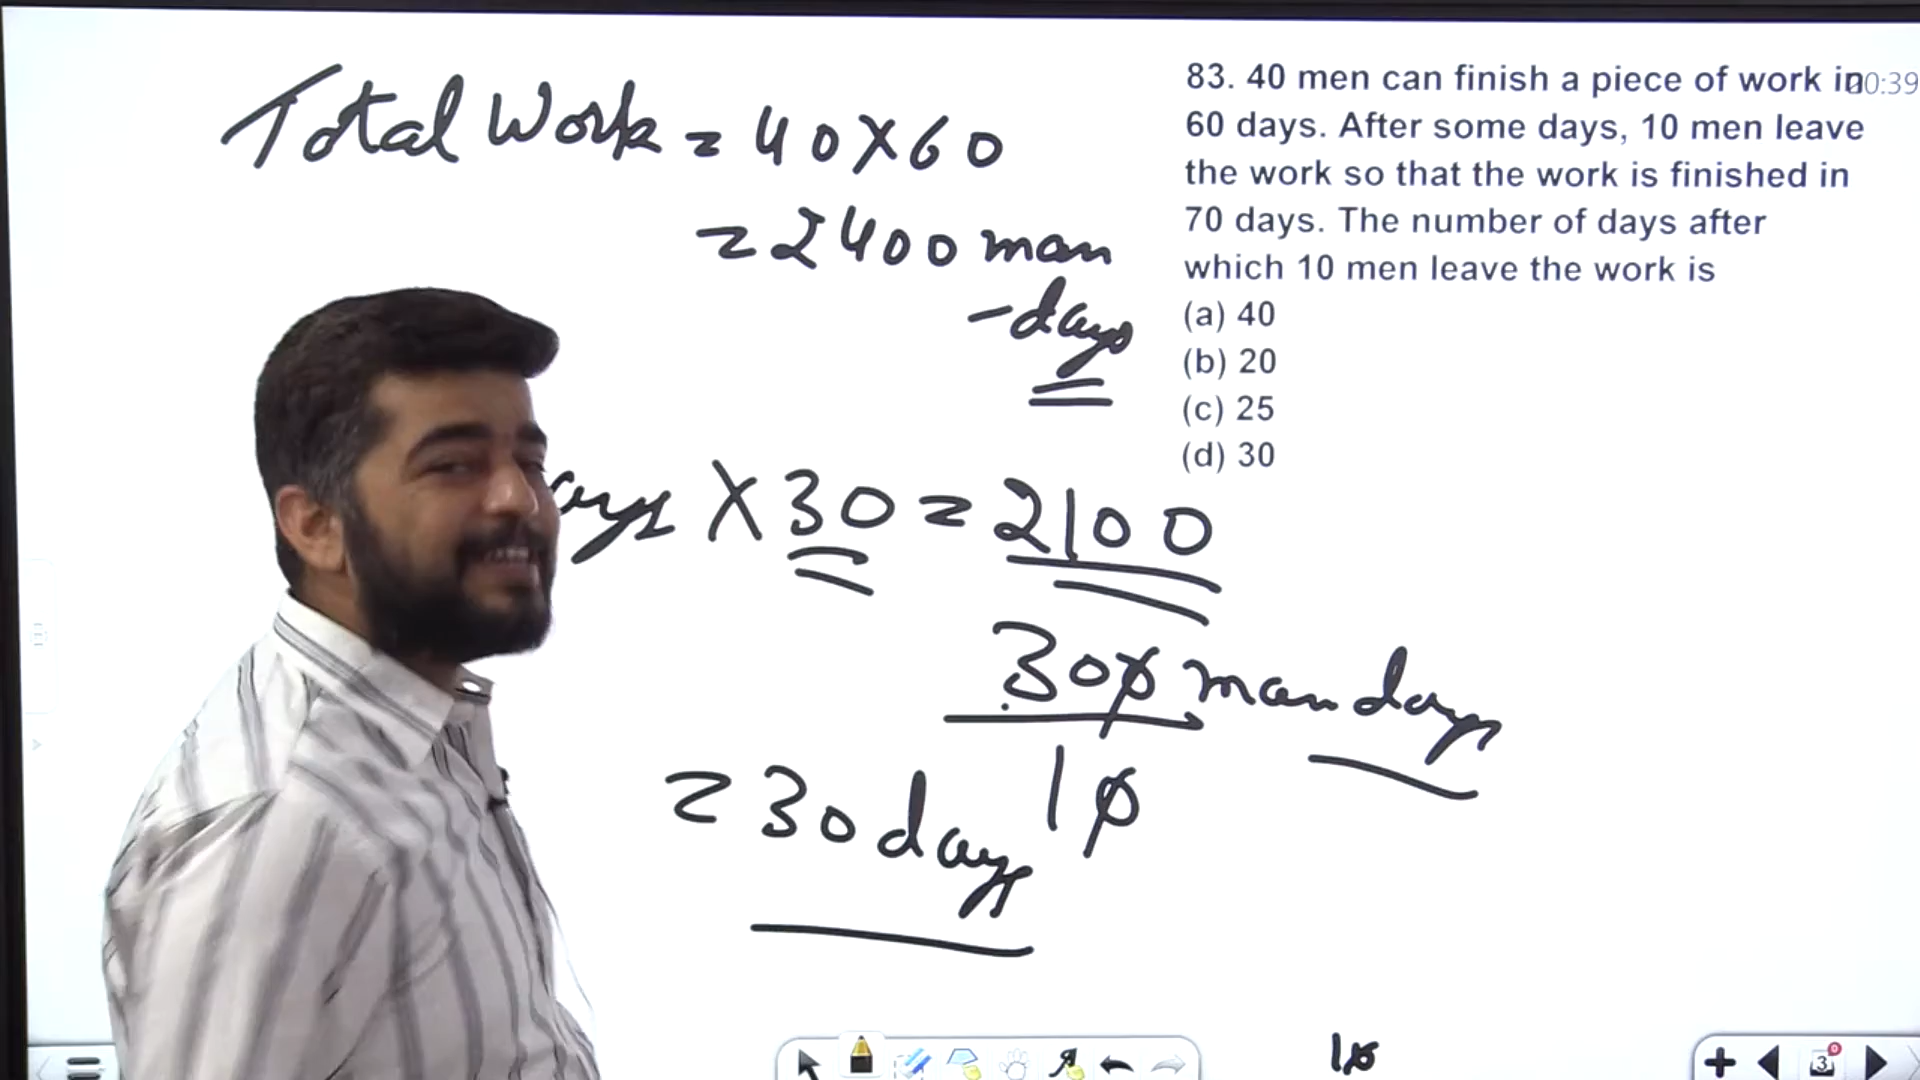 Total Work = 40 X 60
= 2400 man
- days
X 30 = 2100
300 man days
10
= 30 days
83. 40 men can finish a piece of work in
60 days. After some days, 10 men leave
the work so that the work is finished in
70 days. The number of days after
which 10 men leave the work is
(a) 40
(b) 20
(c) 25
(d) 30
10
3